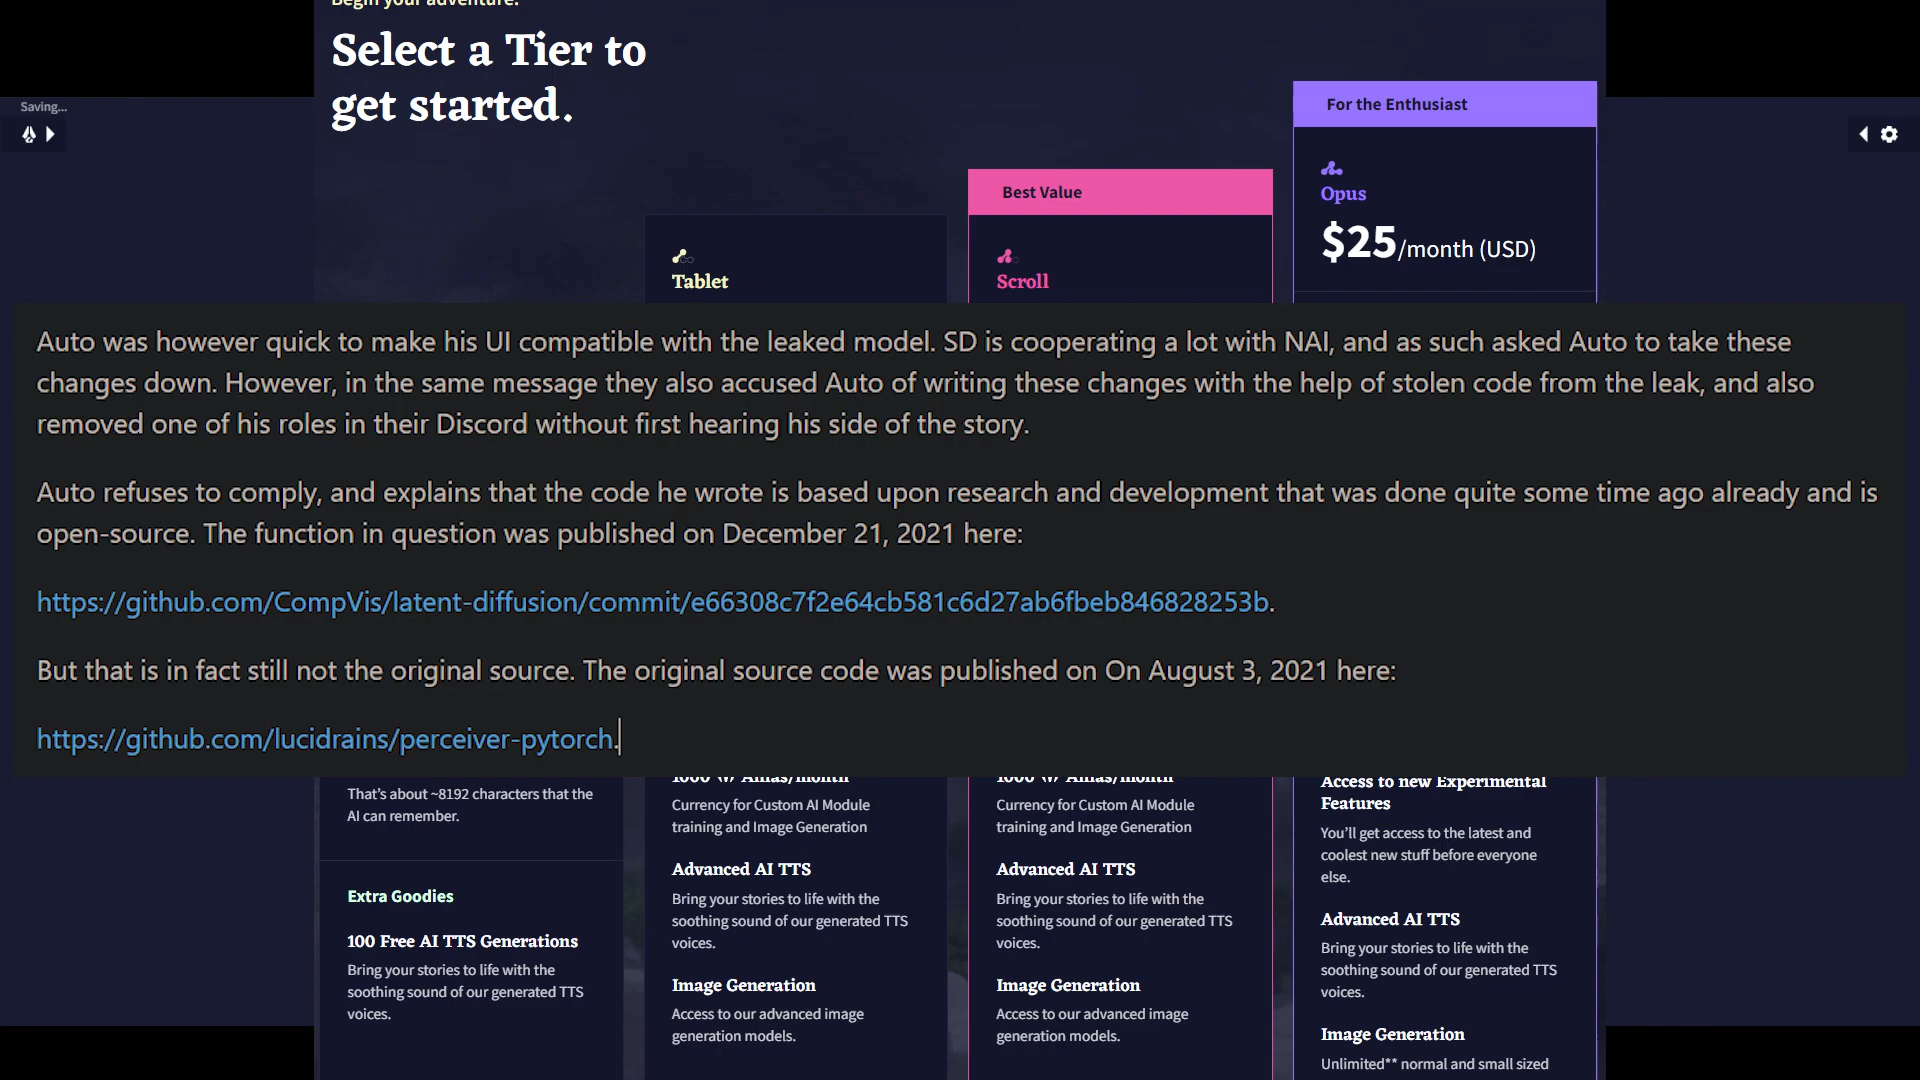 Begin your adventure.
Select a Tier to
get started.
Saving...
For the Enthusiast
Opus
$25/month (USD)
Best Value
Scroll
Tablet
Auto was however quick to make his UI compatible with the leaked model. SD is cooperating a lot with NAI, and as such asked Auto to take these
changes down. However, in the same message they also accused Auto of writing these changes with the help of stolen code from the leak, and also
removed one of his roles in their Discord without first hearing his side of the story.
Auto refuses to comply, and explains that the code he wrote is based upon research and development that was done quite some time ago already and is
open-source. The function in question was published on December 21, 2021 here:
https://github.com/CompVis/latent-diffusion/commit/e66308c7f2e64cb581c6d27ab6fbeb846828253b.
But that is in fact still not the original source. The original source code was published on On August 3, 2021 here:
https://github.com/lucidrains/perceiver-pytorch.
That's about ~8192 characters that the
AI can remember.
Extra Goodies
100 Free AI TTS Generations
Bring your stories to life with the
soothing sound of our generated TTS
voices.
1000 Anlas/month
Currency for Custom AI Module
training and Image Generation
Advanced AI TTS
Bring your stories to life with the
soothing sound of our generated TTS
voices.
Image Generation
Access to our advanced image
generation models.
1000 Anlas/month
Currency for Custom AI Module
training and Image Generation
Advanced AI TTS
Bring your stories to life with the
soothing sound of our generated TTS
voices.
Image Generation
Access to our advanced image
generation models.
Access to new Experimental
Features
You'll get access to the latest and
coolest new stuff before everyone
else.
Advanced AI TTS
Bring your stories to life with the
soothing sound of our generated TTS
voices.
Image Generation
Unlimited** normal and small sized